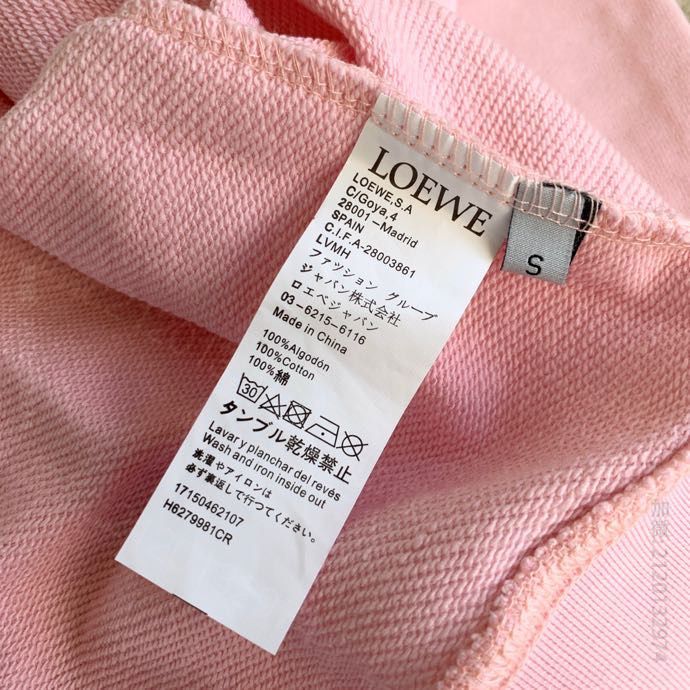 LOEWE
LOEWE,S.A
C/Goya,4
28001-Madrid
SPAIN
C.I.F.A-28003861
LVMH
ファッション グループ
ジャパン株式会社
ロエベジャパン
03-6215-6116
Made in China
100%Algodón
100%Cotton
100%綿
30
タンブル乾燥禁止
Lavar y planchar del revés
Wash and iron inside out
洗濯やアイロンは
必ず裏返して行つてください。
17150462107
H6279981CR
S